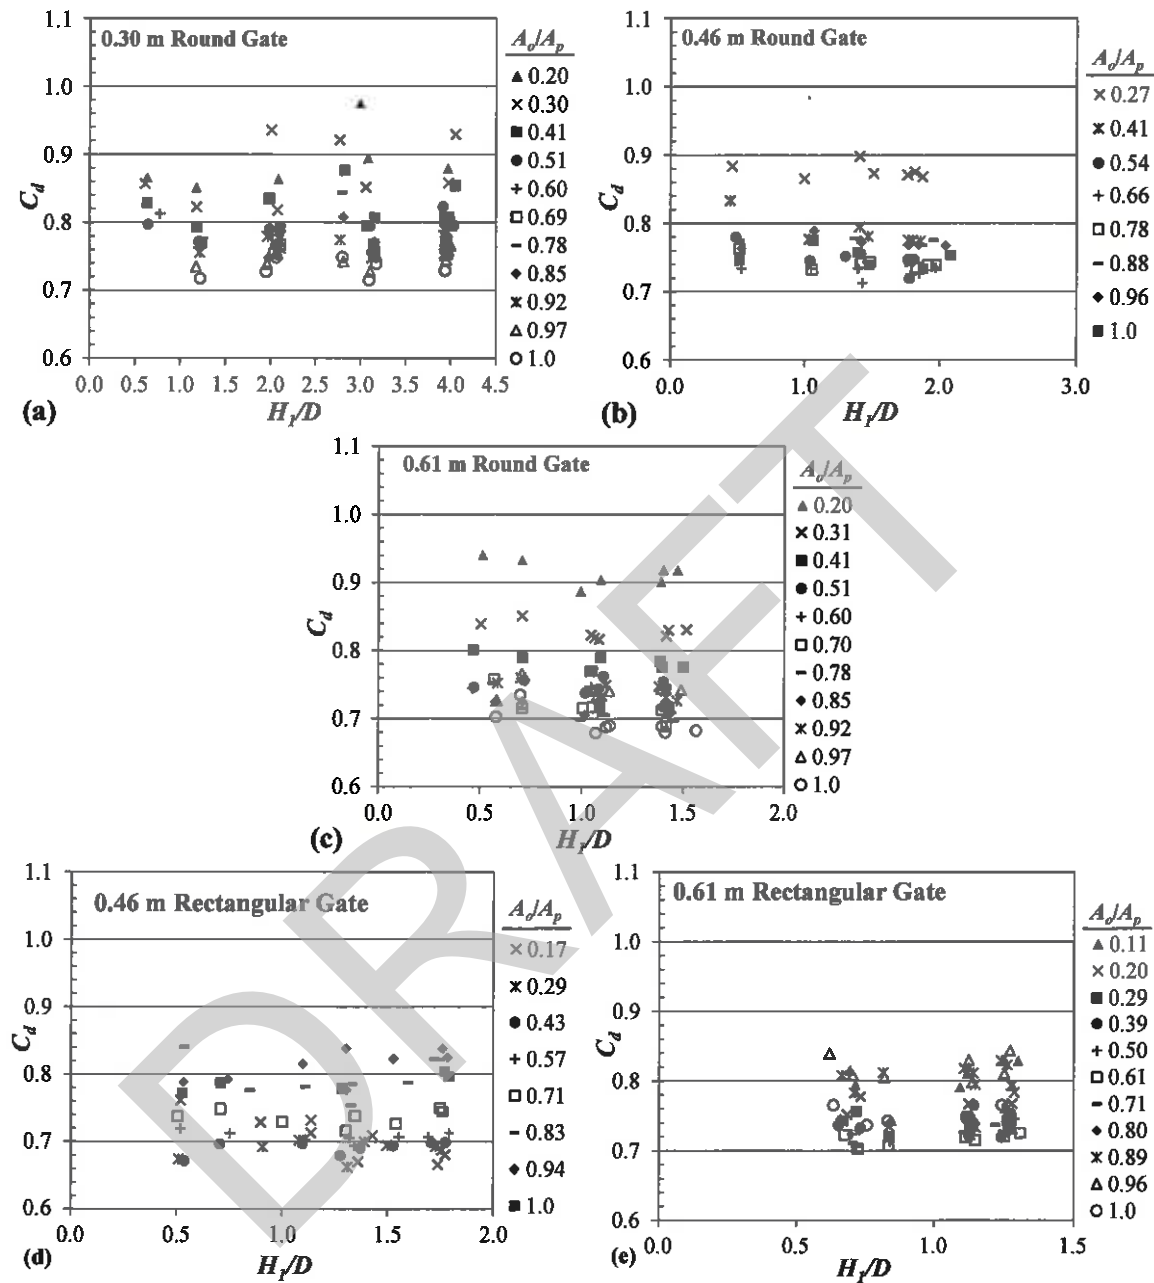 0.30 m Round Gate
C_d
1.1
1.0
0.9
0.8
0.7
0.6
0.0 0.5 1.0 1.5 2.0 2.5 3.0 3.5 4.0 4.5
H_1/D
(a)
A_o/A_p
0.20
0.30
0.41
0.51
0.60
0.69
0.78
0.85
0.92
0.97
1.0
0.46 m Round Gate
C_d
1.1
1.0
0.9
0.8
0.7
0.6
0.0 1.0 2.0 3.0
H_1/D
(b)
A_o/A_p
0.27
0.41
0.54
0.66
0.78
0.88
0.96
1.0
0.61 m Round Gate
C_d
1.1
1.0
0.9
0.8
0.7
0.6
0.0 0.5 1.0 1.5 2.0
H_1/D
(c)
A_o/A_p
0.20
0.31
0.41
0.51
0.60
0.70
0.78
0.85
0.92
0.97
1.0
0.46 m Rectangular Gate
C_d
1.1
1.0
0.9
0.8
0.7
0.6
0.0 0.5 1.0 1.5 2.0
H_1/D
(d)
A_o/A_p
0.17
0.29
0.43
0.57
0.71
0.83
0.94
1.0
0.61 m Rectangular Gate
C_d
1.1
1.0
0.9
0.8
0.7
0.6
0.0 0.5 1.0 1.5
H_1/D
(e)
A_o/A_p
0.11
0.20
0.29
0.39
0.50
0.61
0.71
0.80
0.89
0.96
1.0
DRAFT